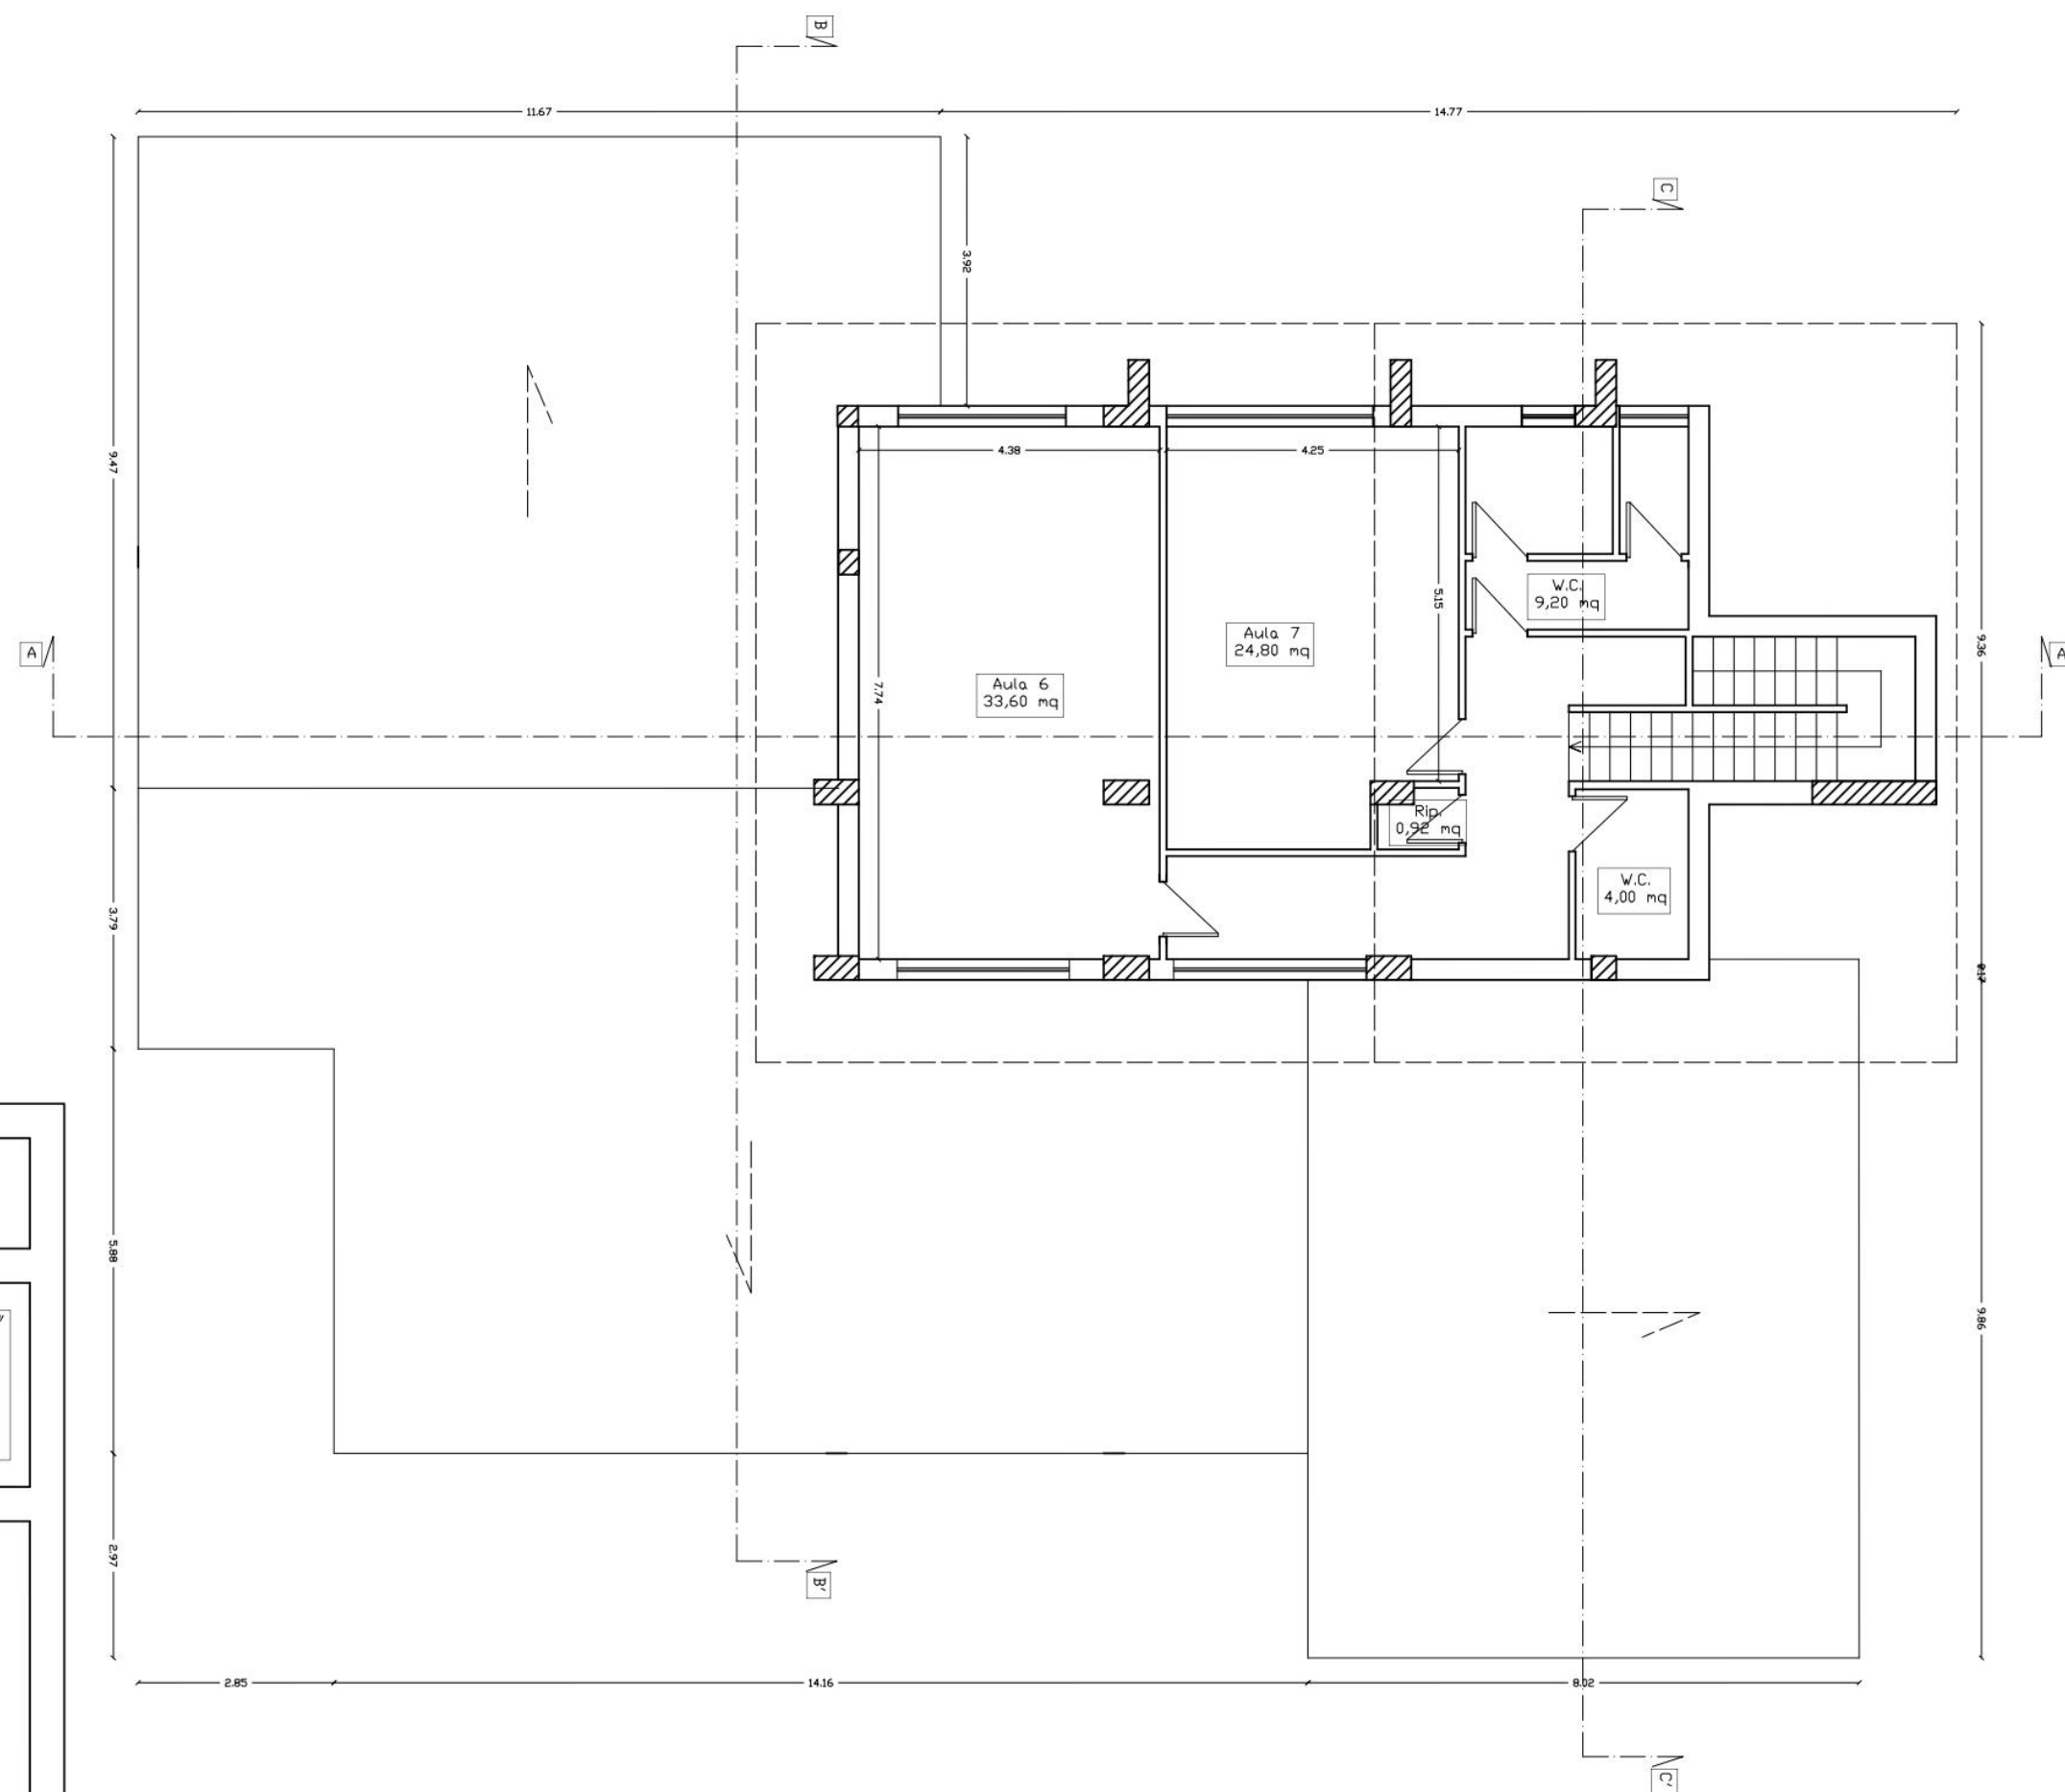 B
11.67
14.77
C
3.92
9.47
4.38
4.25
5.15
W.C.
9,20 mq
Aula 7
24,80 mq
9.36
A
A
Aula 6
33,60 mq
7.74
Rip.
0,92 mq
W.C.
4,00 mq
3.79
5.88
9.86
2.97
B'
2.85
14.16
8.02
C'